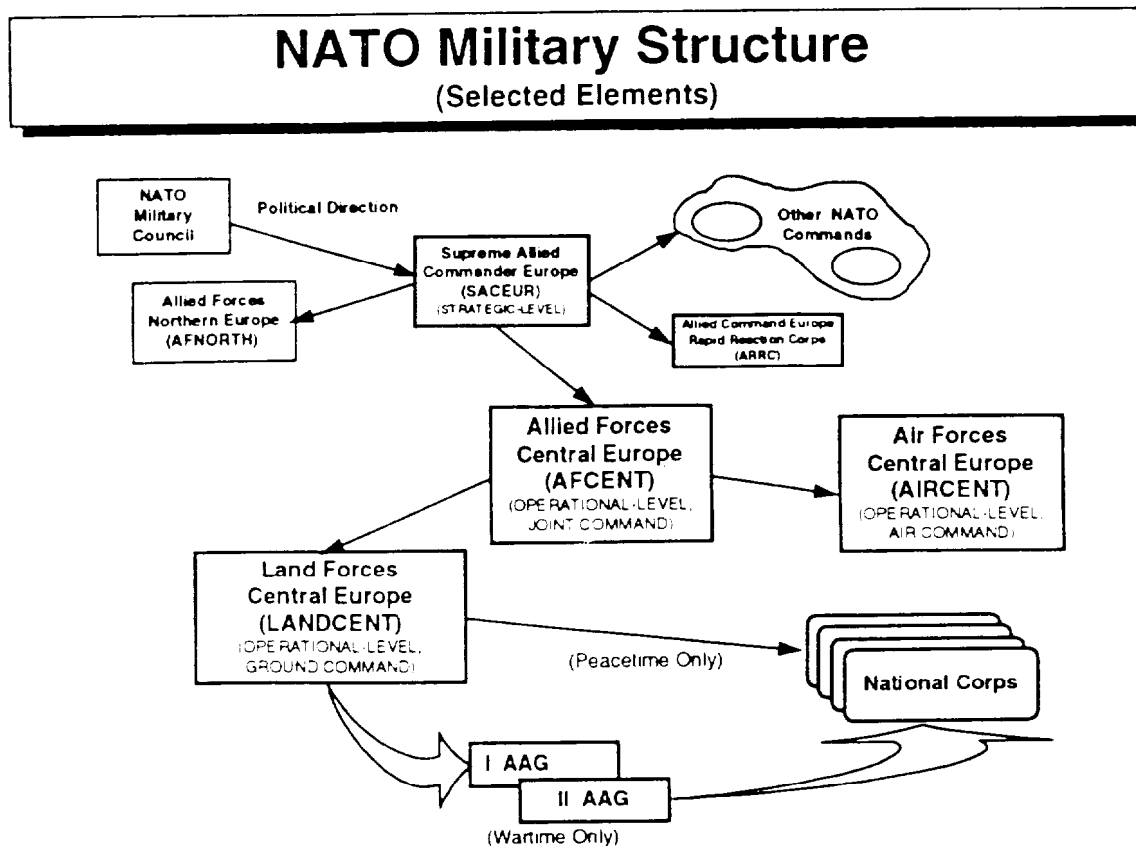 NATO Military Structure
(Selected Elements)
NATO
Military
Council
Political Direction
Other NATO
Commands
Supreme Allied
Commander Europe
(SACEUR)
(STRATEGIC-LEVEL)
Allied Forces
Northern Europe
(AFNORTH)
Allied Command Europe
Rapid Reaction Corps
(ARRC)
Allied Forces
Central Europe
(AFCENT)
(OPERATIONAL-LEVEL,
JOINT COMMAND)
Air Forces
Central Europe
(AIRCENT)
(OPERATIONAL-LEVEL,
AIR COMMAND)
Land Forces
Central Europe
(LANDCENT)
(OPERATIONAL-LEVEL,
GROUND COMMAND)
(Peacetime Only)
National Corps
I AAG
II AAG
(Wartime Only)